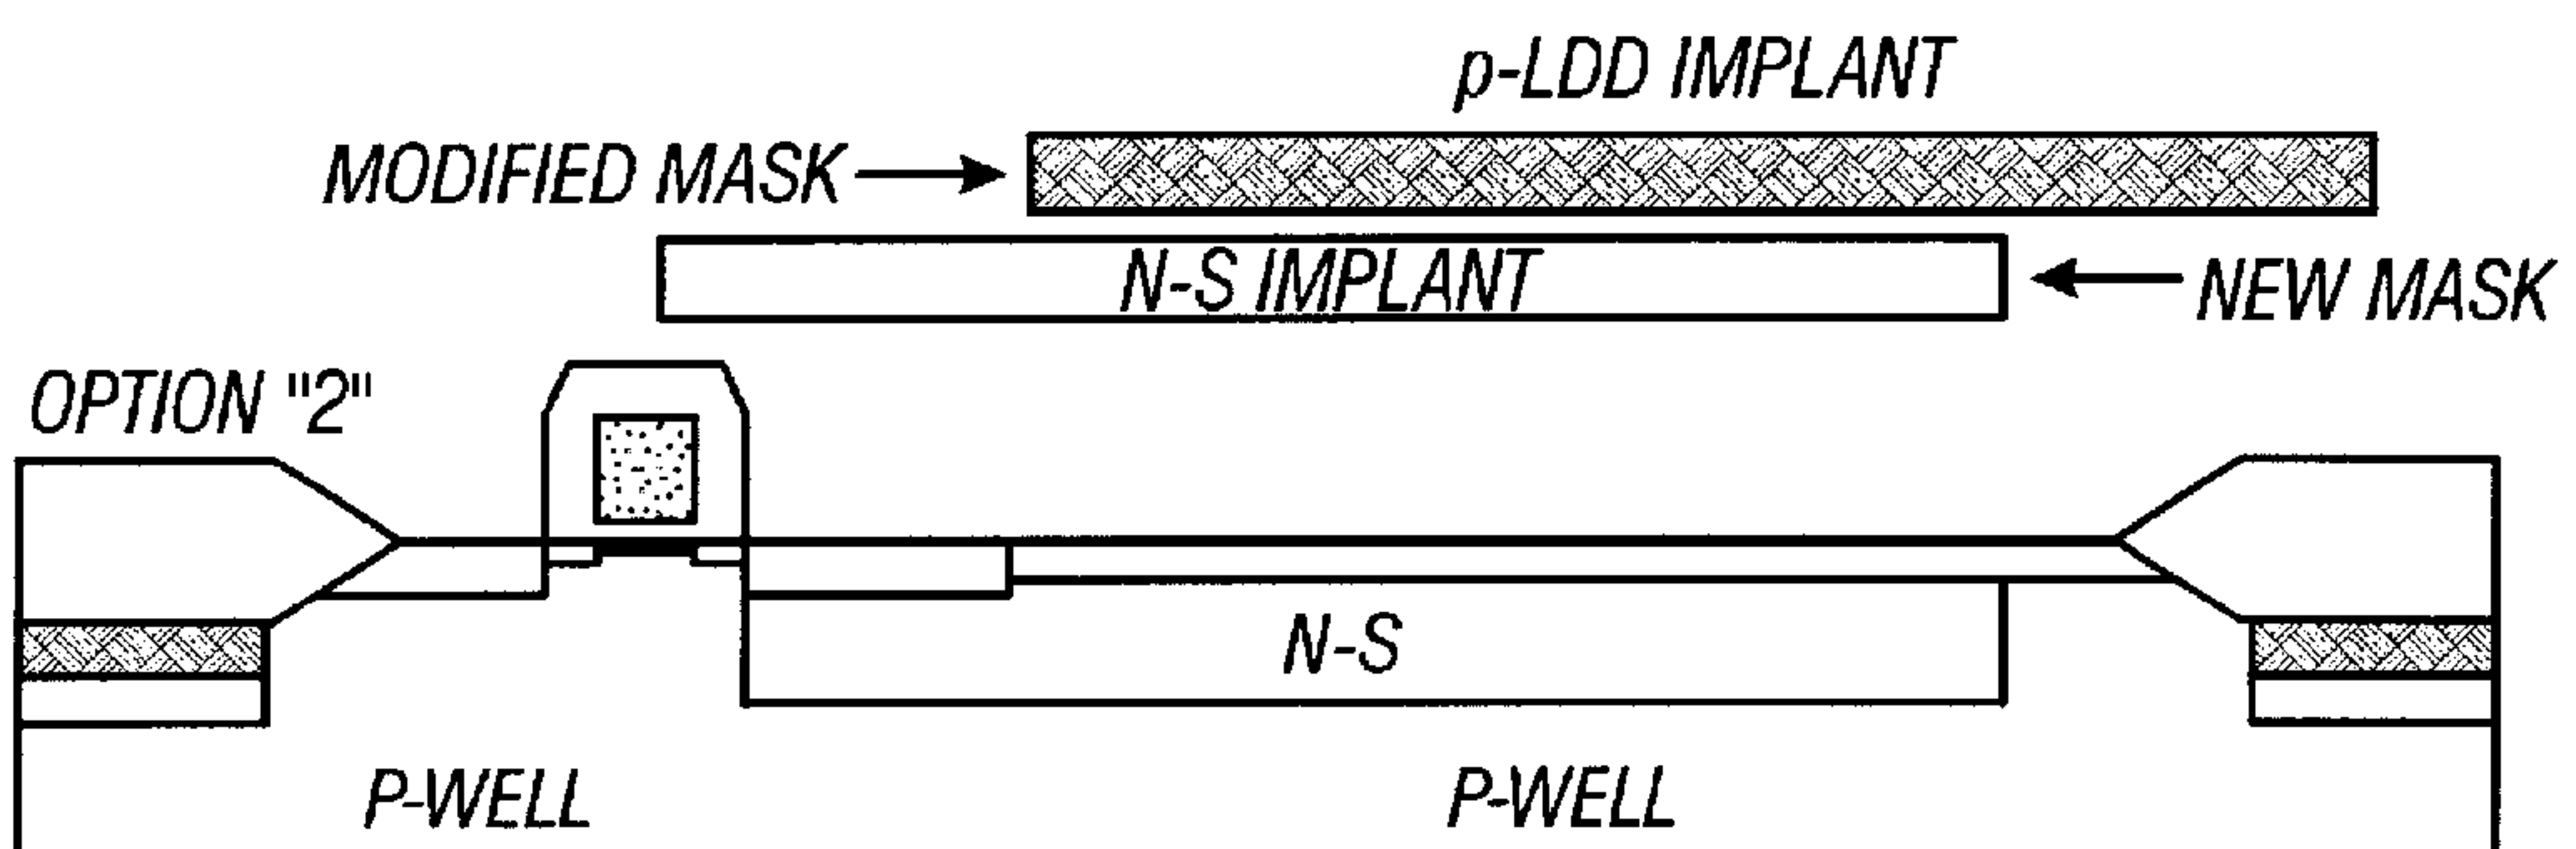 p-LDD IMPLANT
MODIFIED MASK
N-S IMPLANT
NEW MASK
OPTION "2"
N-S
P-WELL
P-WELL